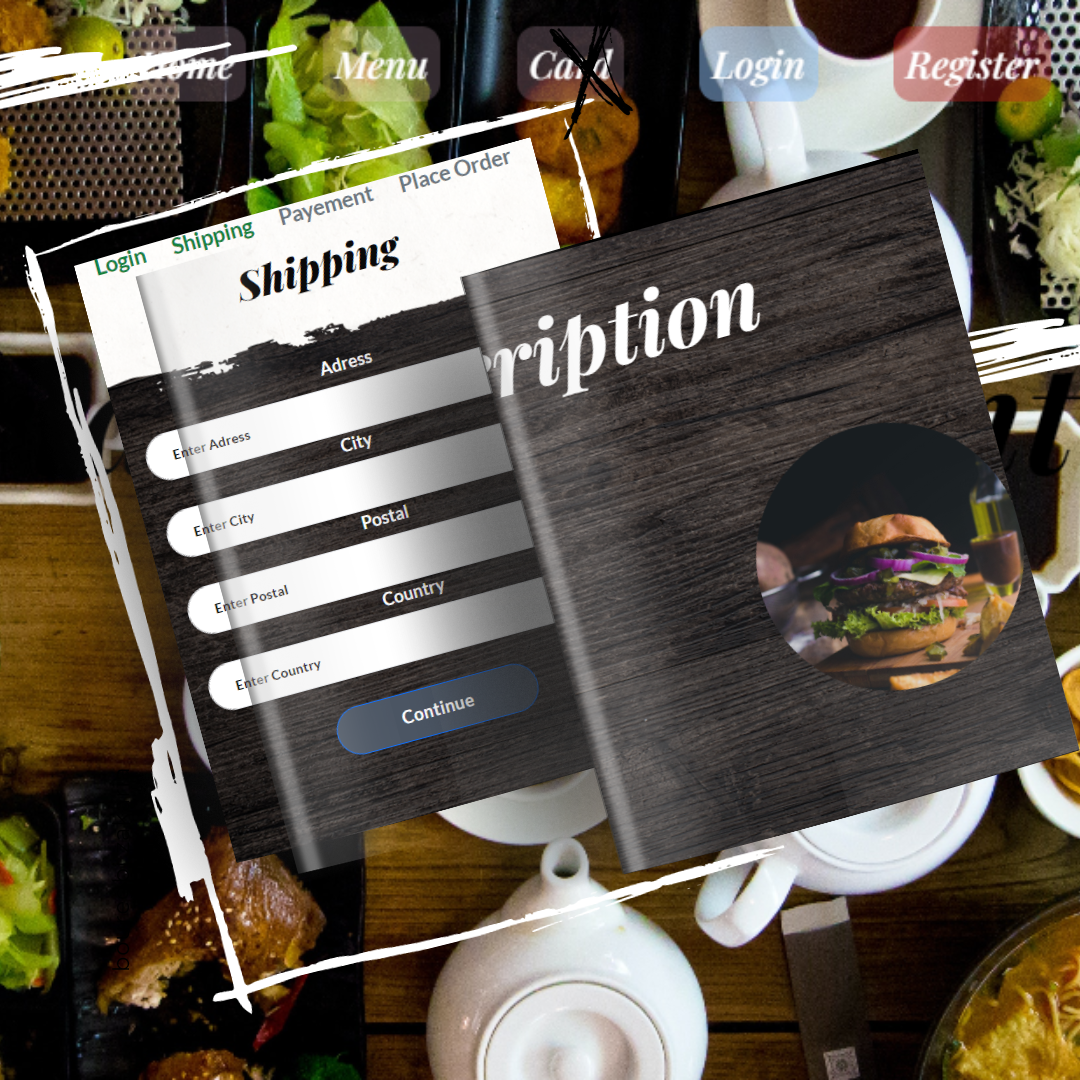 Home Menu Card Login Register
Login Shipping Payement Place Order
Shipping
ription
Adress
Enter Adress
City
Enter City
Postal
Enter Postal
Country
Enter Country
Continue